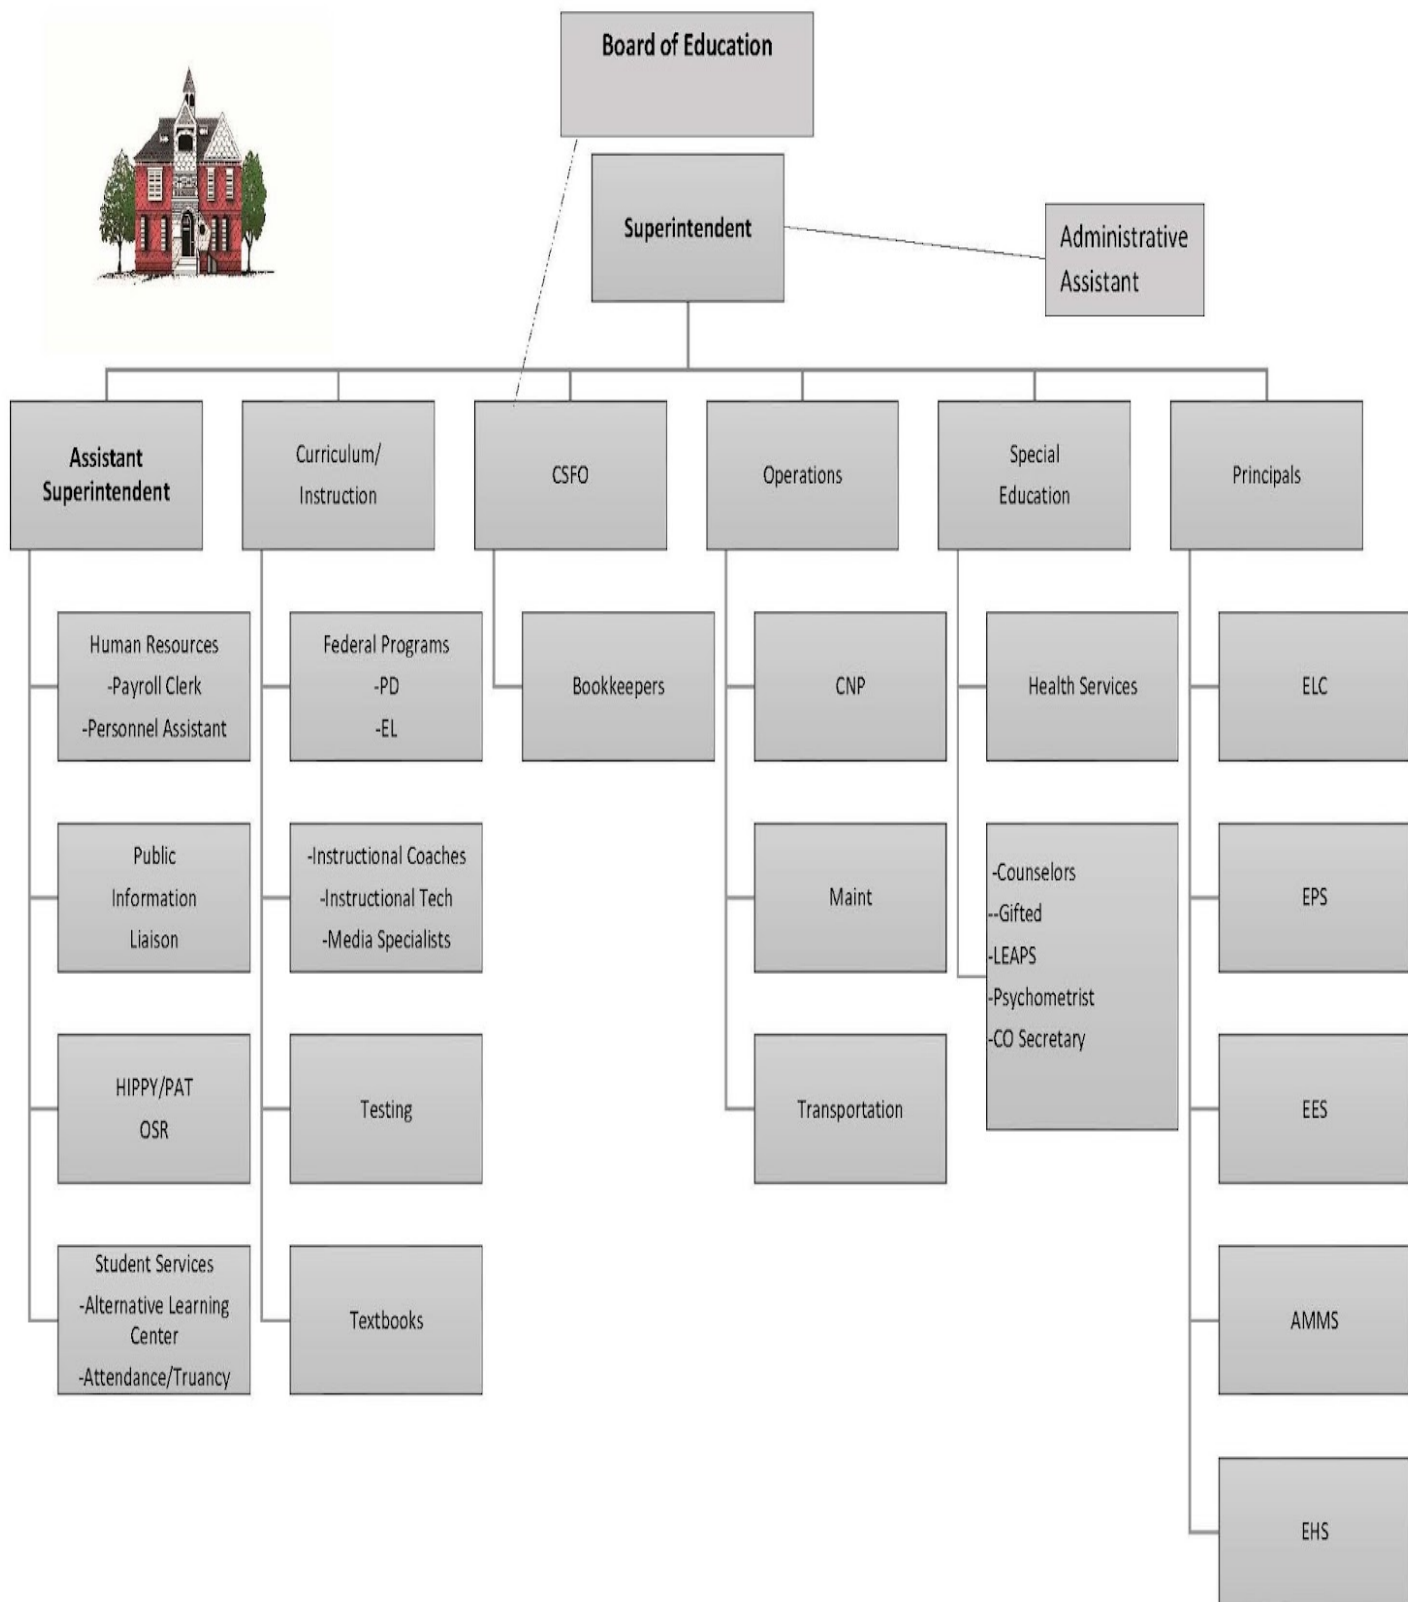 Board of Education
Superintendent
Administrative
Assistant
Assistant
Superintendent
Curriculum/
Instruction
CSFO
Operations
Special
Education
Principals
Human Resources
-Payroll Clerk
-Personnel Assistant
Federal Programs
-PD
-EL
Bookkeepers
CNP
Health Services
ELC
Public
Information
Liaison
-Instructional Coaches
-Instructional Tech
-Media Specialists
Maint
-Counselors
--Gifted
-LEAPS
-Psychometrist
-CO Secretary
EPS
HIPPY/PAT
OSR
Testing
Transportation
EES
Student Services
-Alternative Learning
Center
-Attendance/Truancy
Textbooks
AMMS
EHS